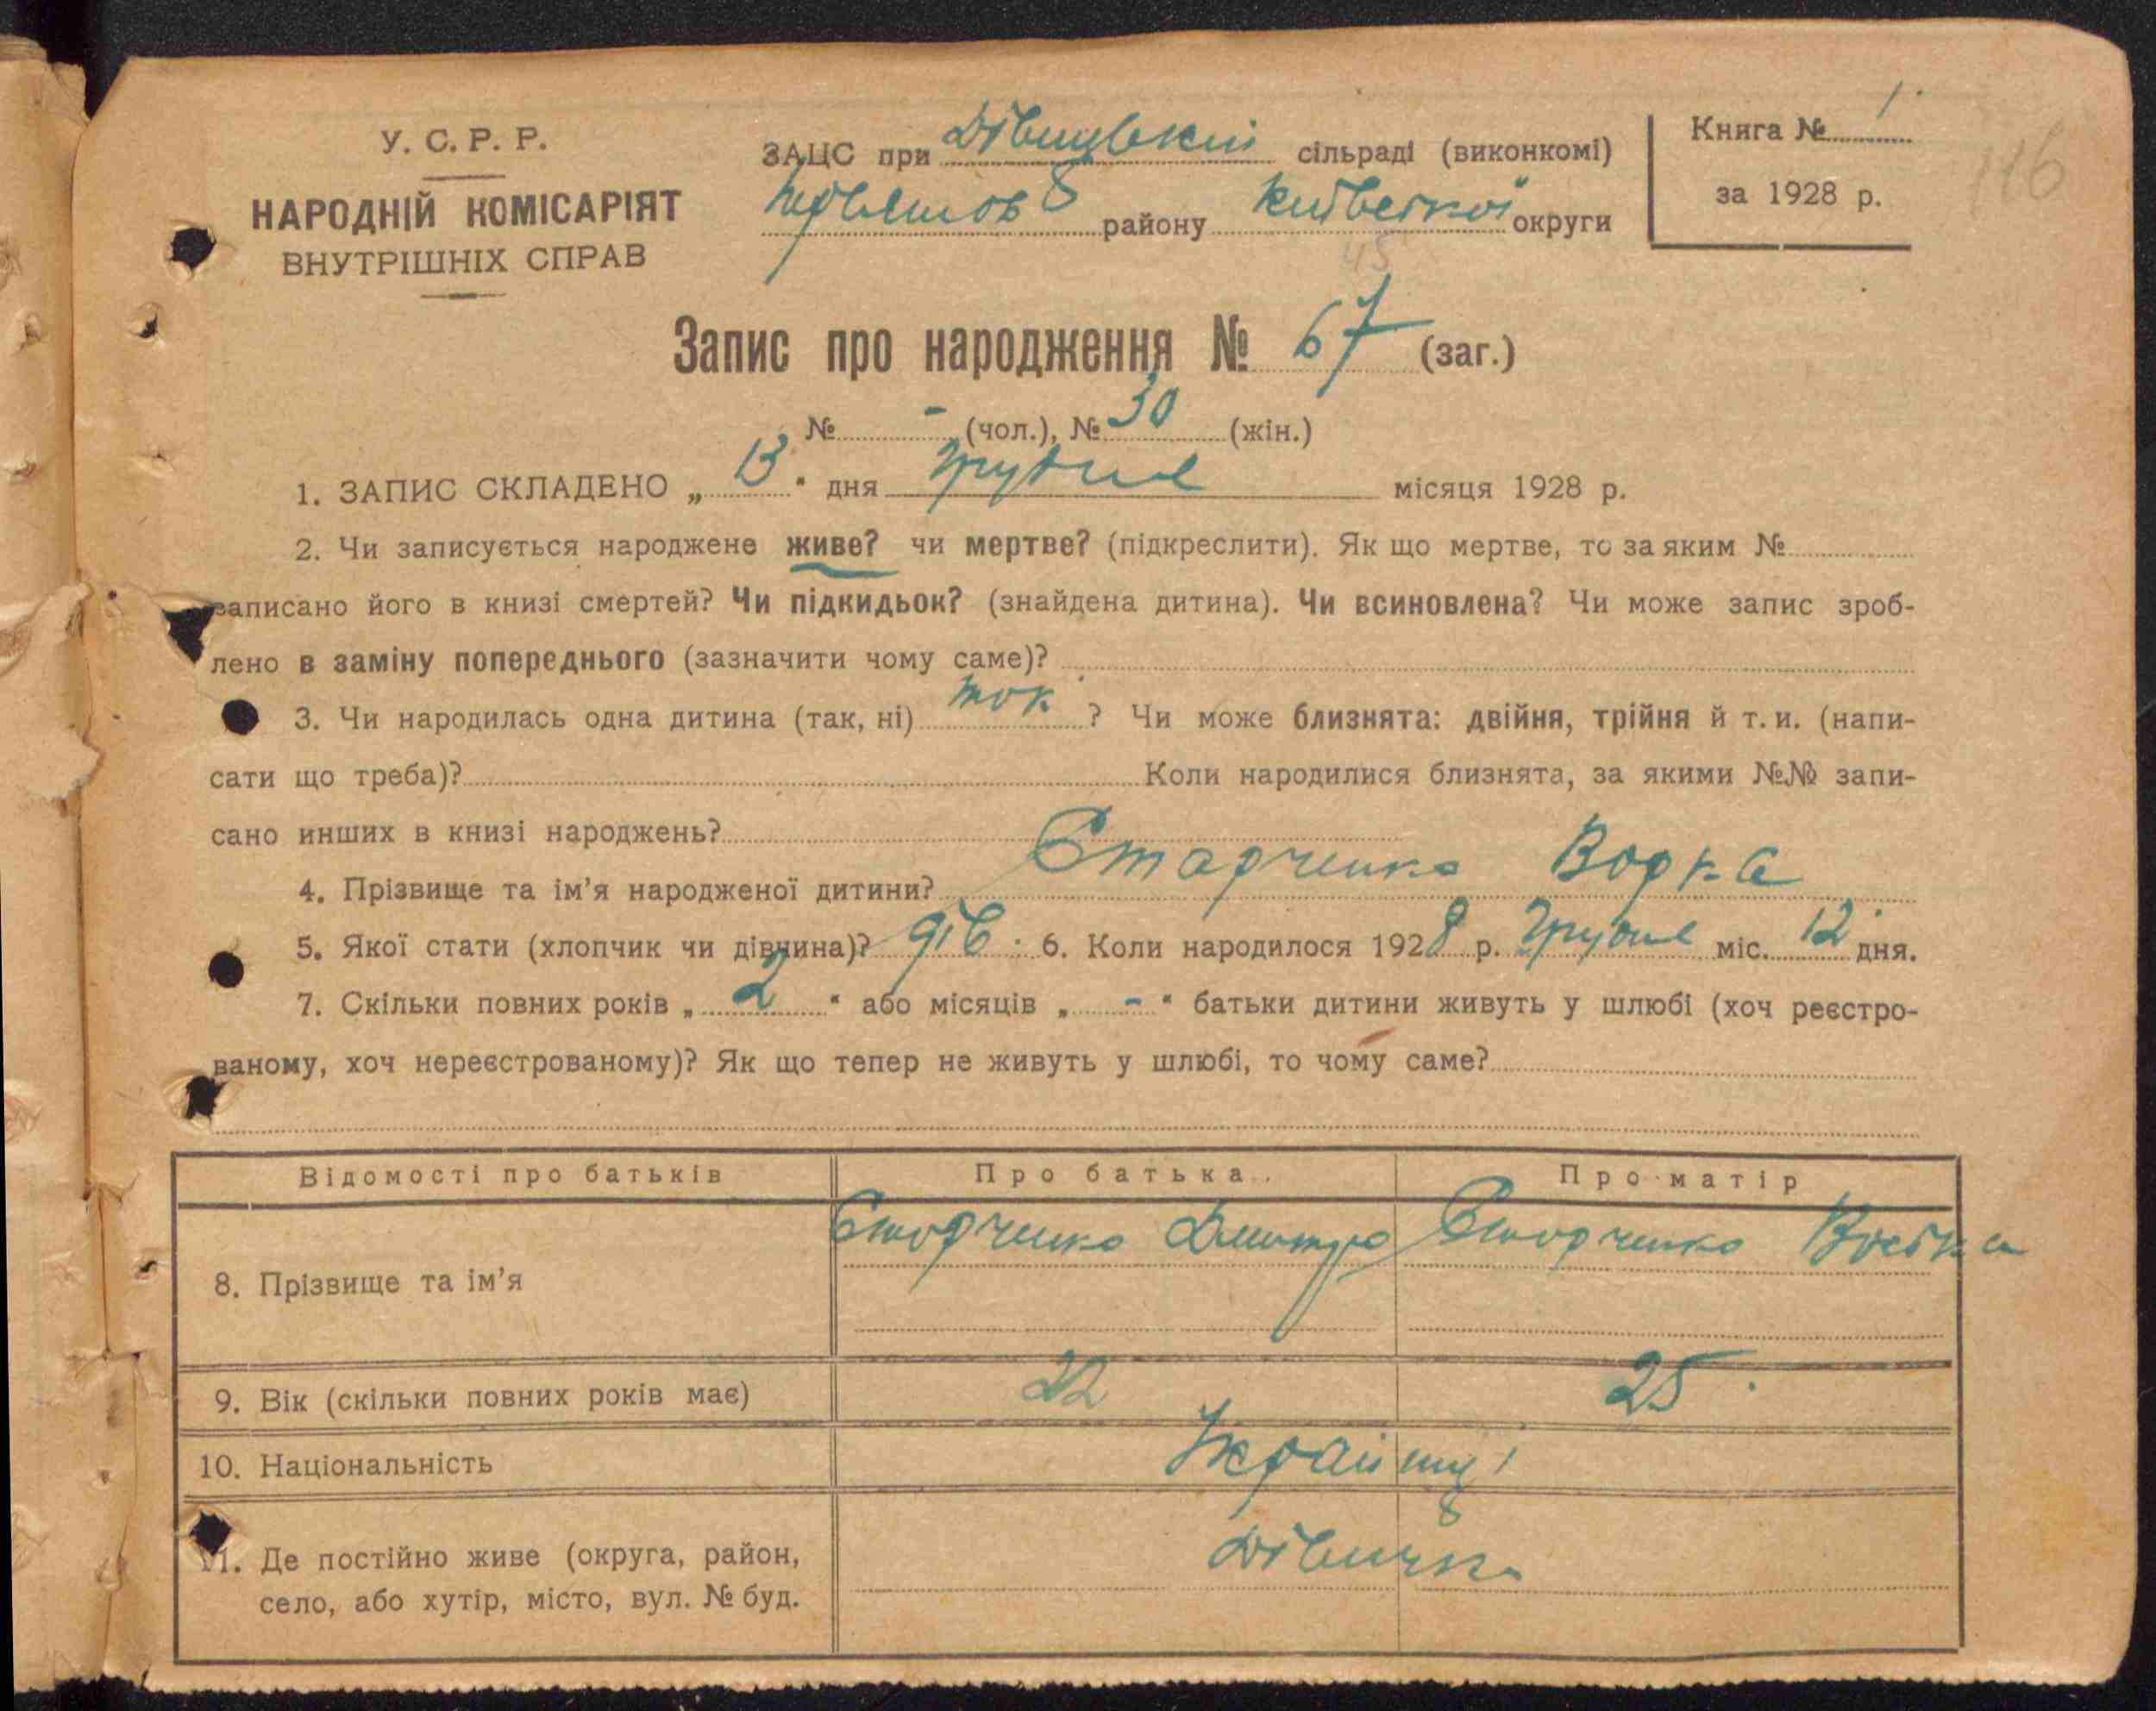 У. С. Р. Р.
НАРОДНІЙ КОМІСАРІЯТ
ВНУТРІШНІХ СПРАВ
ЗАЦС при Дівицькій сільраді (виконкомі)
району Київської округи
Книга № 1
за 1928 р.
116
45
Запис про народження № 67 (заг.)
№ - (чол.), № 30 (жін.)
1. ЗАПИС СКЛАДЕНО „ 13 " дня Грудня місяця 1928 р.
2. Чи записується народжене живе? чи мертве? (підкреслити). Як що мертве, то за яким №
записано його в книзі смертей? Чи підкидьок? (знайдена дитина). Чи всиновлена? Чи може запис зроб-
лено в заміну попереднього (зазначити чому саме)?
3. Чи народилась одна дитина (так, ні) так ? Чи може близнята: двійня, трійня й т. и. (напи-
сати що треба)? Коли народилися близнята, за якими №№ запи-
сано инших в книзі народжень?
4. Прізвище та ім'я народженої дитини? Старченко
5. Якої стати (хлопчик чи дівчина)? дів. 6. Коли народилося 1928 р. Грудня міс. 12 дня.
7. Скільки повних років „ 2 " або місяців „ - " батьки дитини живуть у шлюбі (хоч реєстро-
ваному, хоч нереєстрованому)? Як що тепер не живуть у шлюбі, то чому саме?
Відомості про батьків Про батька Про матір
8. Прізвище та ім'я Старченко Дмитро Старченко
9. Вік (скільки повних років має) 22 25
10. Національність Українці
11. Де постійно живе (округа, район, Дівичка
село, або хутір, місто, вул. № буд.